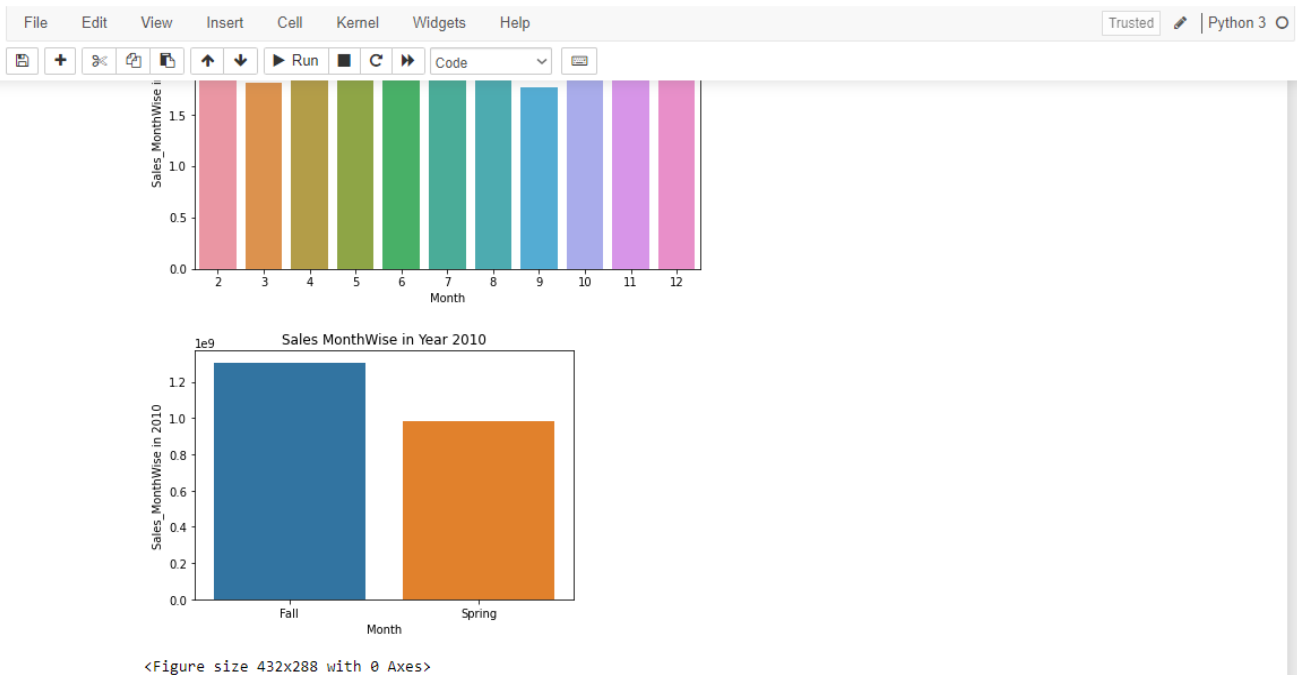 File Edit View Insert Cell Kernel Widgets Help Trusted Python 3
Run Code
Sales_MonthWise i
1.5
1.0
0.5
0.0
2 3 4 5 6 7 8 9 10 11 12
Month
Sales MonthWise in Year 2010
1e9
Sales_MonthWise in 2010
1.2
1.0
0.8
0.6
0.4
0.2
0.0
Fall Spring
Month
<Figure size 432x288 with 0 Axes>